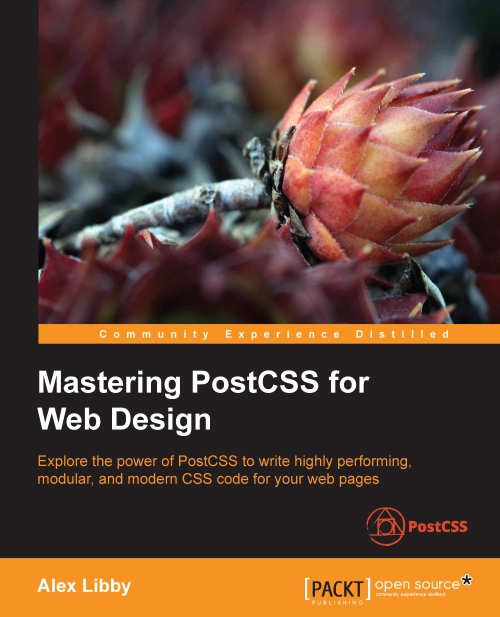 Community Experience Distilled
Mastering PostCSS for
Web Design
Explore the power of PostCSS to write highly performing,
modular, and modern CSS code for your web pages
PostCSS
Alex Libby
[PACKT] open source*
PUBLISHING community experience distilled